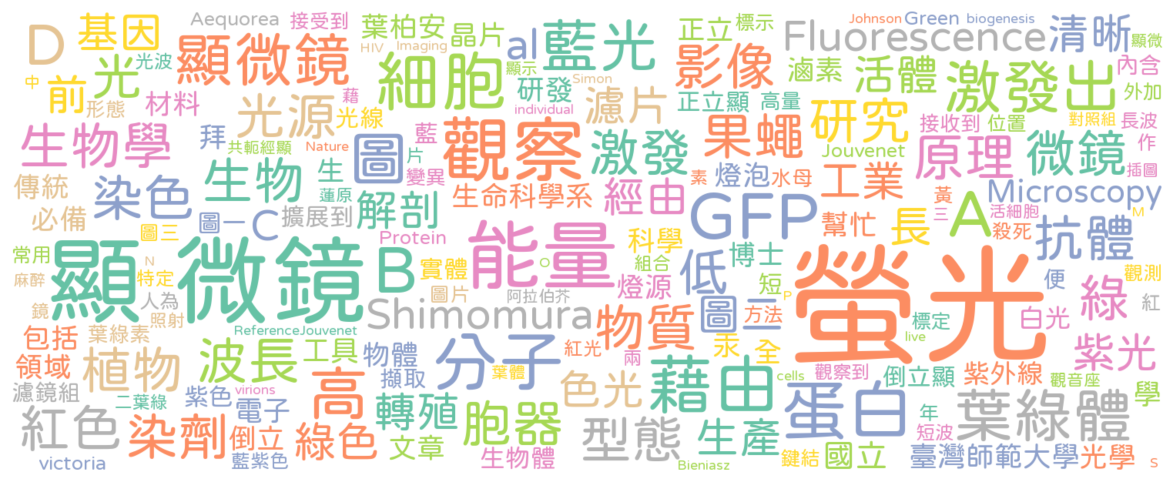 D
基因
Aequorea
接受到
葉柏安
晶片
al
藍光
正立
標示
Johnson
Green
biogenesis
清晰
顯微
中
光
光波
顯微鏡
HIV
Imaging
細胞
顯示
研發
Simon
影像
Fluorescence
滷素
活體
激發出
內含
外加
前
形態
材料
光源
藉
光線
individual
濾片
正立顯
高量
研究
接收到
位置
對照組
長波
生物學
拜
共軛經顯
Nature
藍
片
圖
觀察
激發
果蠅
Jouvenet
原理
微鏡
作
插圖
傳統
染色
生物
生
蓮原
變異
生命科學系
經由
素
燈泡
水母
工業
黃
三
活細胞
殺死
Microscopy
M
必備
圖三
圖一
C
擴展到
解剖
Protein
能量
科學
組合
GFP
博士
幫忙
長
A
抗體
觀測
常用
麻醉
顯微鏡
N
特定
B
實體
圖片
O
阿拉伯芥
燈源
低
短
螢光
便
綠
紅
鏡
人為
照射
Shimomura
物質
圖二
方法
P
標定
白光
包括
領域
葉綠素
ReferenceJouvenet
植物
波長
工具
物體
擷取
分子
葉體
紅光
兩
汞
全
cells
觀察到
live
倒立顯
紫外線
紫光
觀音座
濾鏡組
二葉綠
紫色
virions
電子
高
轉殖
胞器
色光
藉由
蛋白
年
短波
葉綠體
學
紅色
victoria
染劑
倒立
藍紫色
綠色
文章
生物體
型態
Bieniasz
生產
鍵結
國立
臺灣師範大學
光學
S